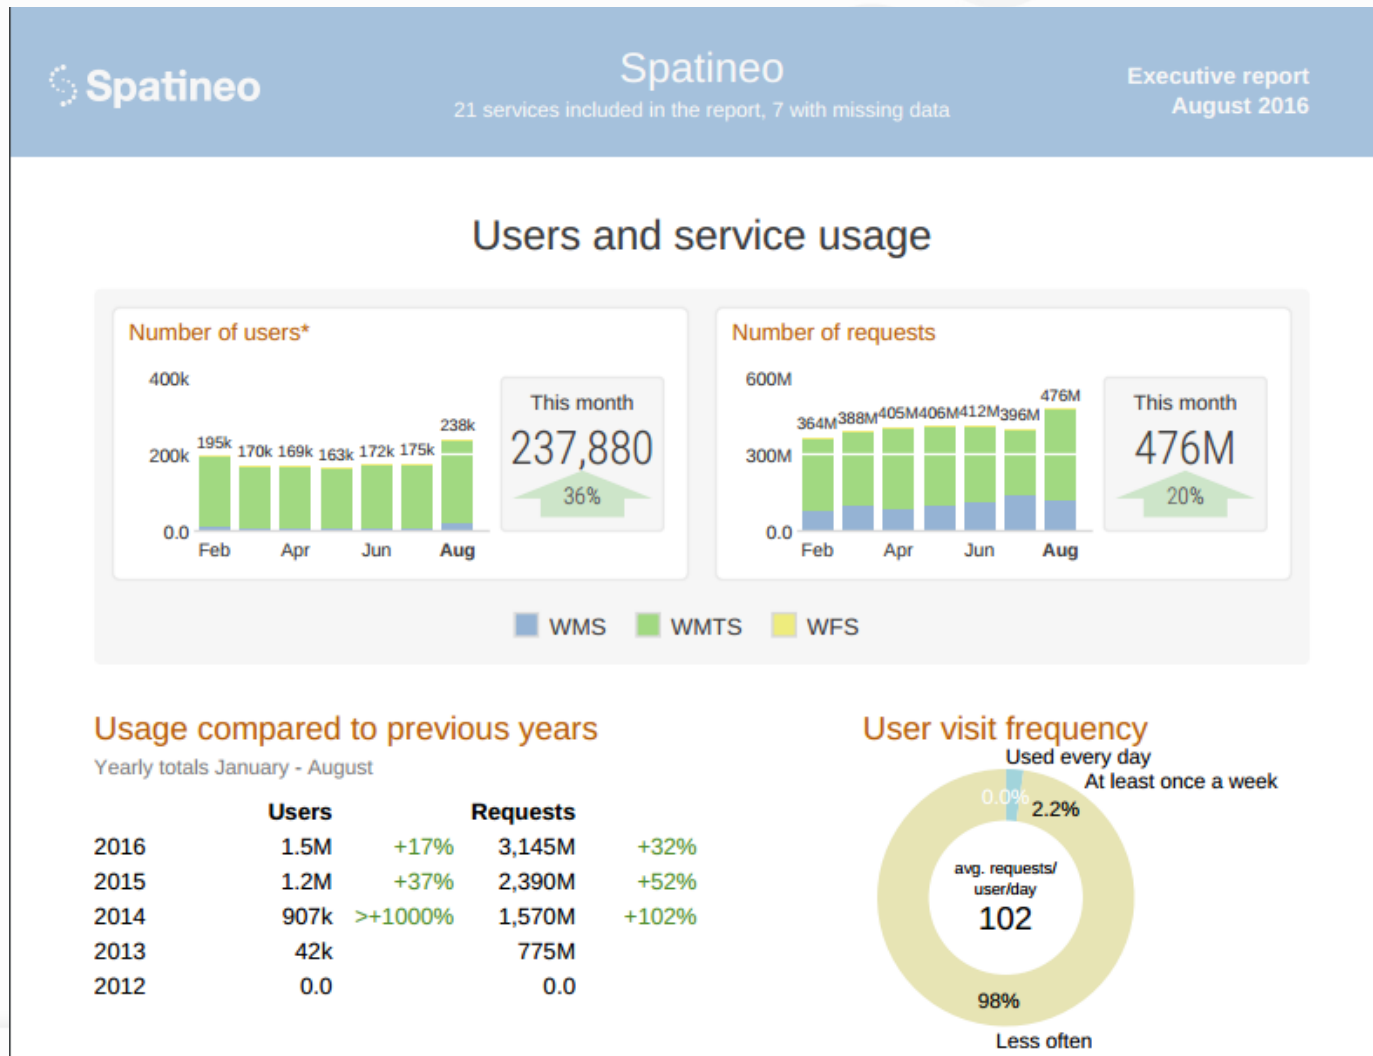 Spatineo
Spatineo
21 services included in the report, 7 with missing data
Executive report
August 2016
Users and service usage
Number of users*
400k
200k
0.0
195k 170k 169k 163k 172k 175k 238k
Feb Apr Jun Aug
This month
237,880
36%
Number of requests
600M
300M
0.0
364M 388M 405M 406M 412M 396M 476M
Feb Apr Jun Aug
This month
476M
20%
WMS WMTS WFS
Usage compared to previous years
Yearly totals January - August
Users Requests
2016 1.5M +17% 3,145M +32%
2015 1.2M +37% 2,390M +52%
2014 907k >+1000% 1,570M +102%
2013 42k 775M
2012 0.0 0.0
User visit frequency
Used every day
At least once a week
0.0%
2.2%
avg. requests/
user/day
102
98%
Less often